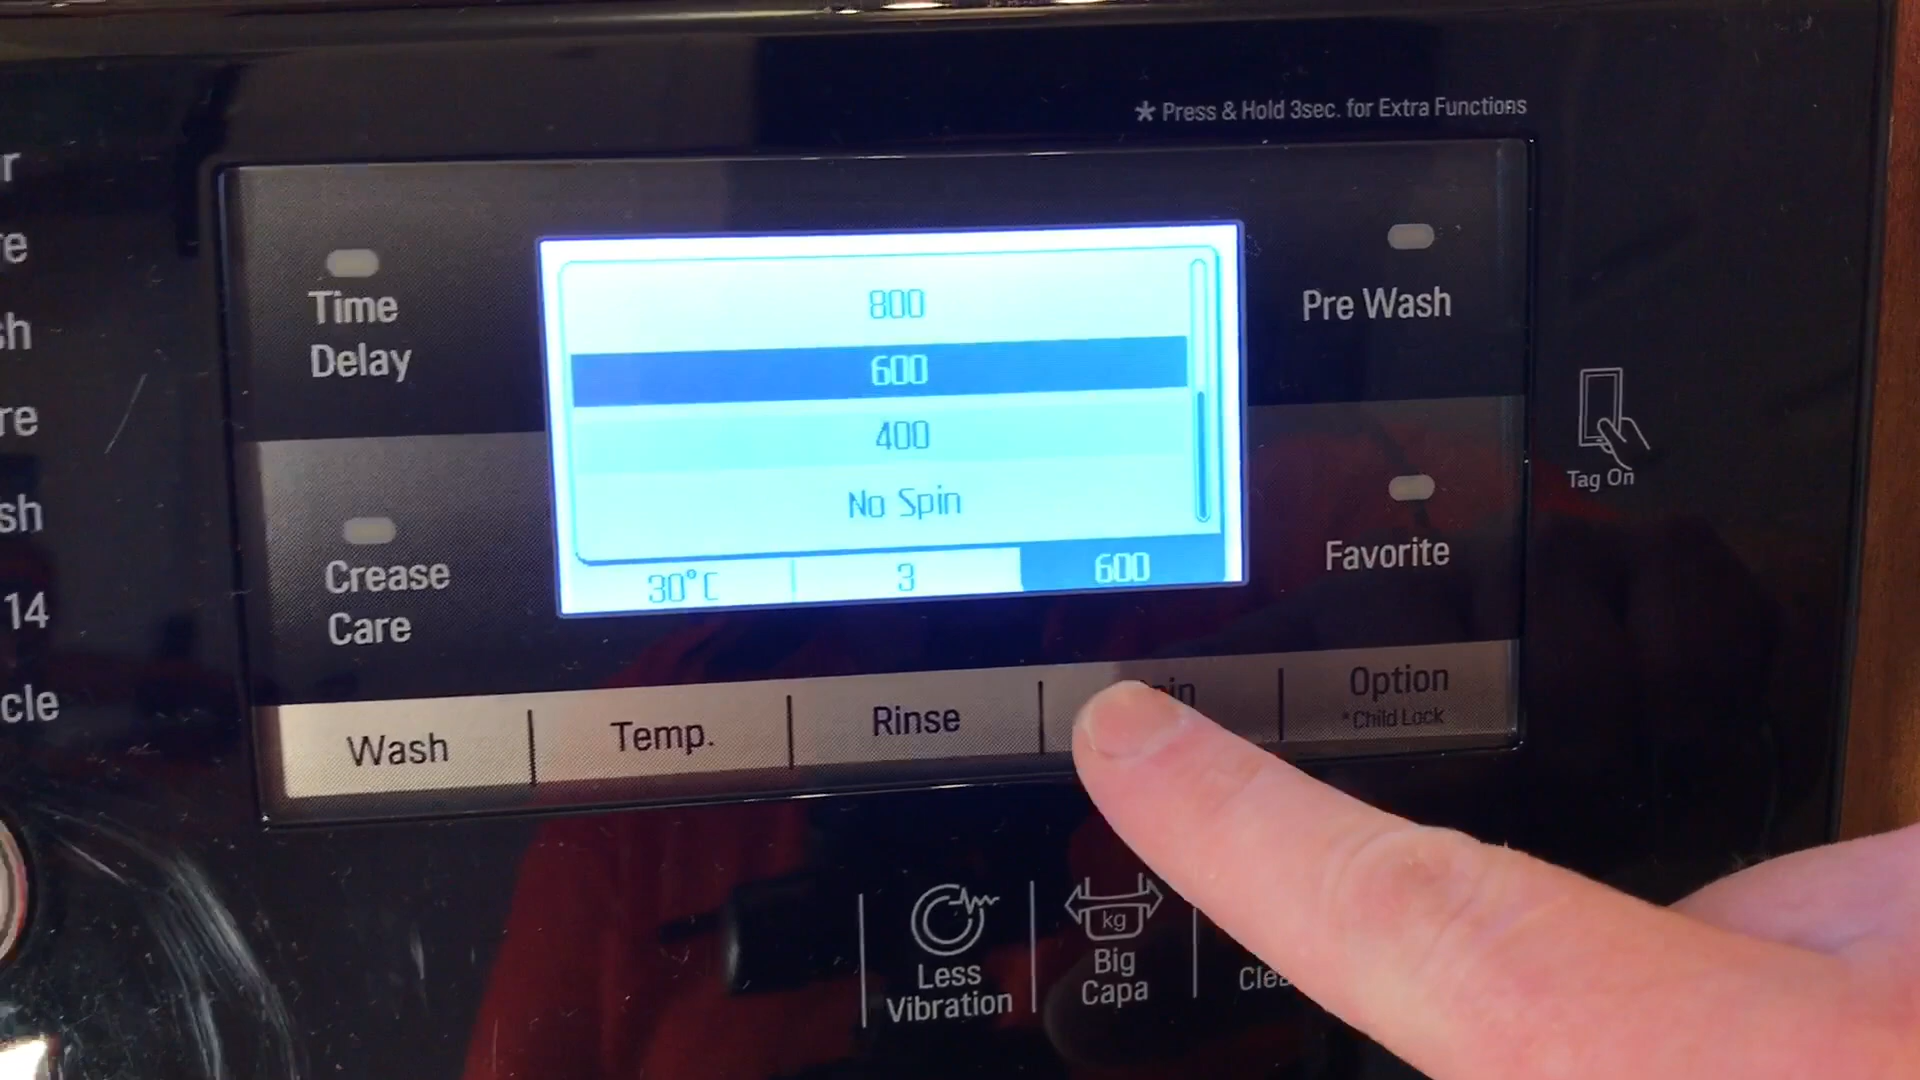 * Press & Hold 3sec. for Extra Functions
Time
Delay
Pre Wash
800
600
400
No Spin
30°C
3
600
Tag On
Crease
Care
Favorite
14
Wash
Temp.
Rinse
Option
*Child Lock
Less
Vibration
kg
Big
Capa